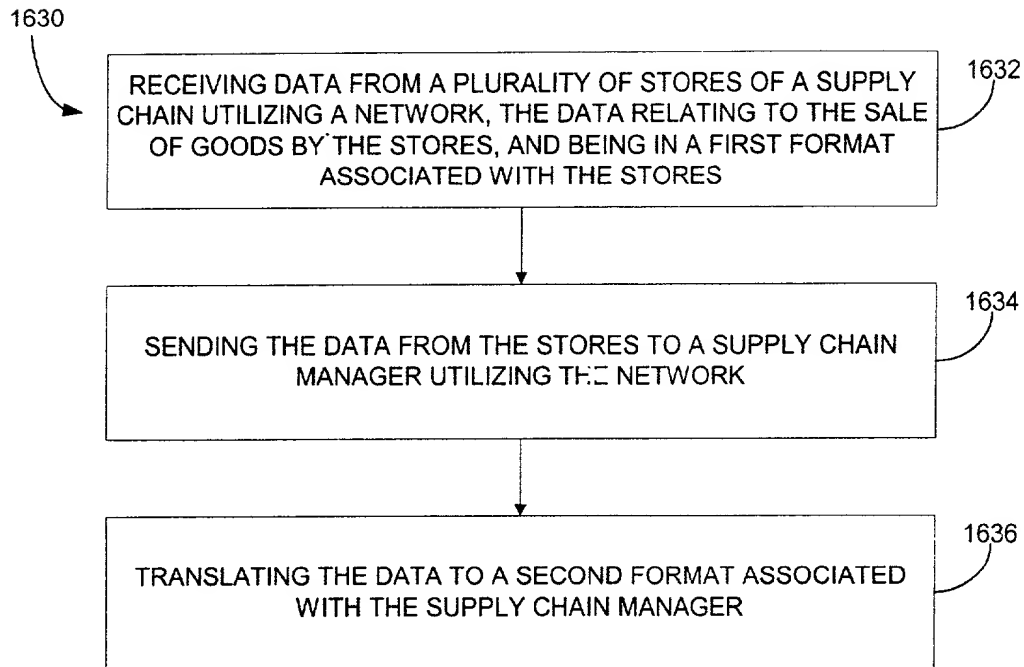 1630
RECEIVING DATA FROM A PLURALITY OF STORES OF A SUPPLY
CHAIN UTILIZING A NETWORK, THE DATA RELATING TO THE SALE
OF GOODS BY THE STORES, AND BEING IN A FIRST FORMAT
ASSOCIATED WITH THE STORES
1632
SENDING THE DATA FROM THE STORES TO A SUPPLY CHAIN
MANAGER UTILIZING THE NETWORK
1634
TRANSLATING THE DATA TO A SECOND FORMAT ASSOCIATED
WITH THE SUPPLY CHAIN MANAGER
1636